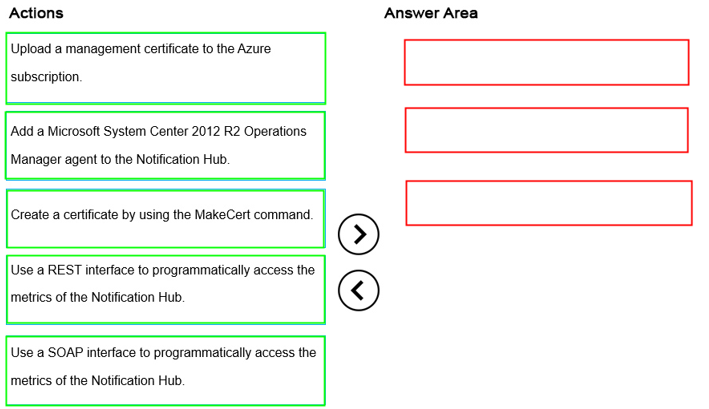 Actions
Answer Area
Upload a management certificate to the Azure
subscription.
Add a Microsoft System Center 2012 R2 Operations
Manager agent to the Notification Hub.
Create a certificate by using the MakeCert command.
Use a REST interface to programmatically access the
metrics of the Notification Hub.
Use a SOAP interface to programmatically access the
metrics of the Notification Hub.